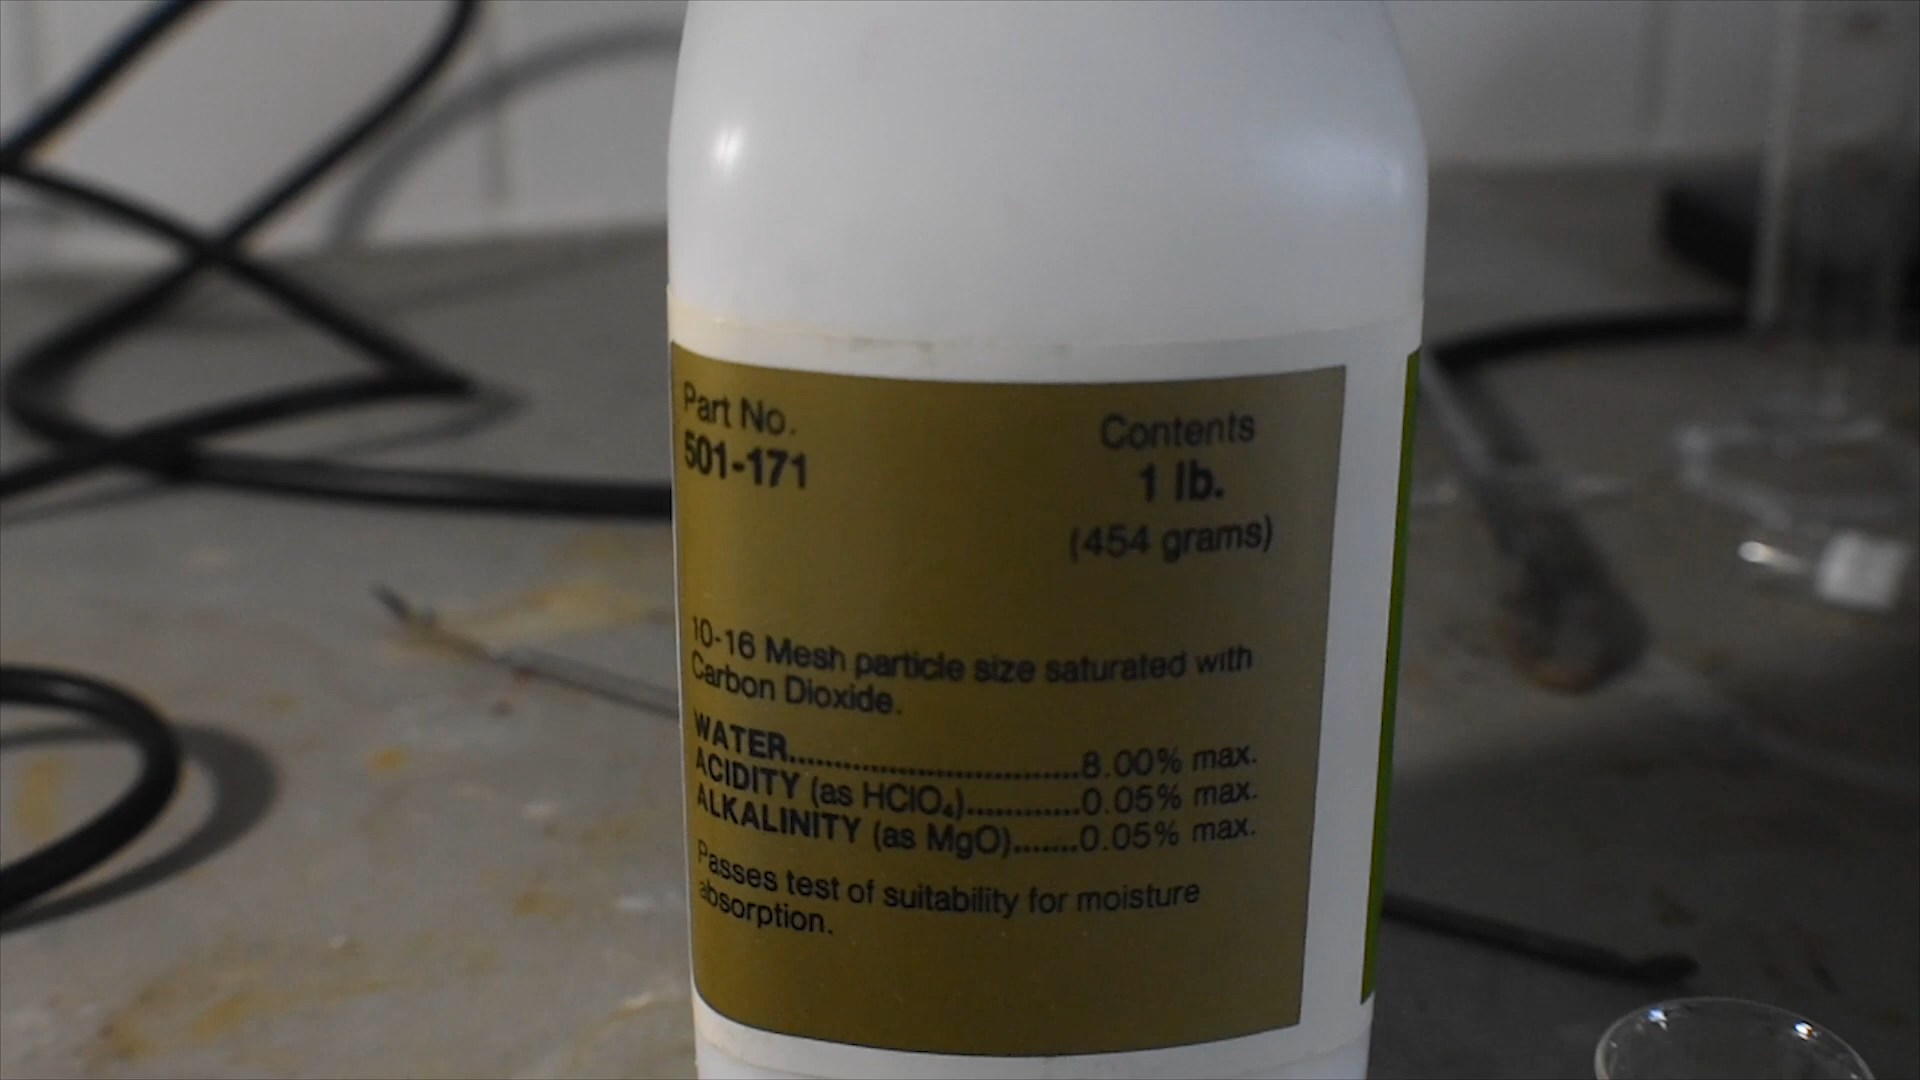 Part No.
501-171
Contents
1 lb.
(454 grams)
10-16 Mesh particle size saturated with
Carbon Dioxide.
WATER..................................8.00% max.
ACIDITY (as HClO₄)............0.05% max.
ALKALINITY (as MgO).......0.05% max.
Passes test of suitability for moisture
absorption.